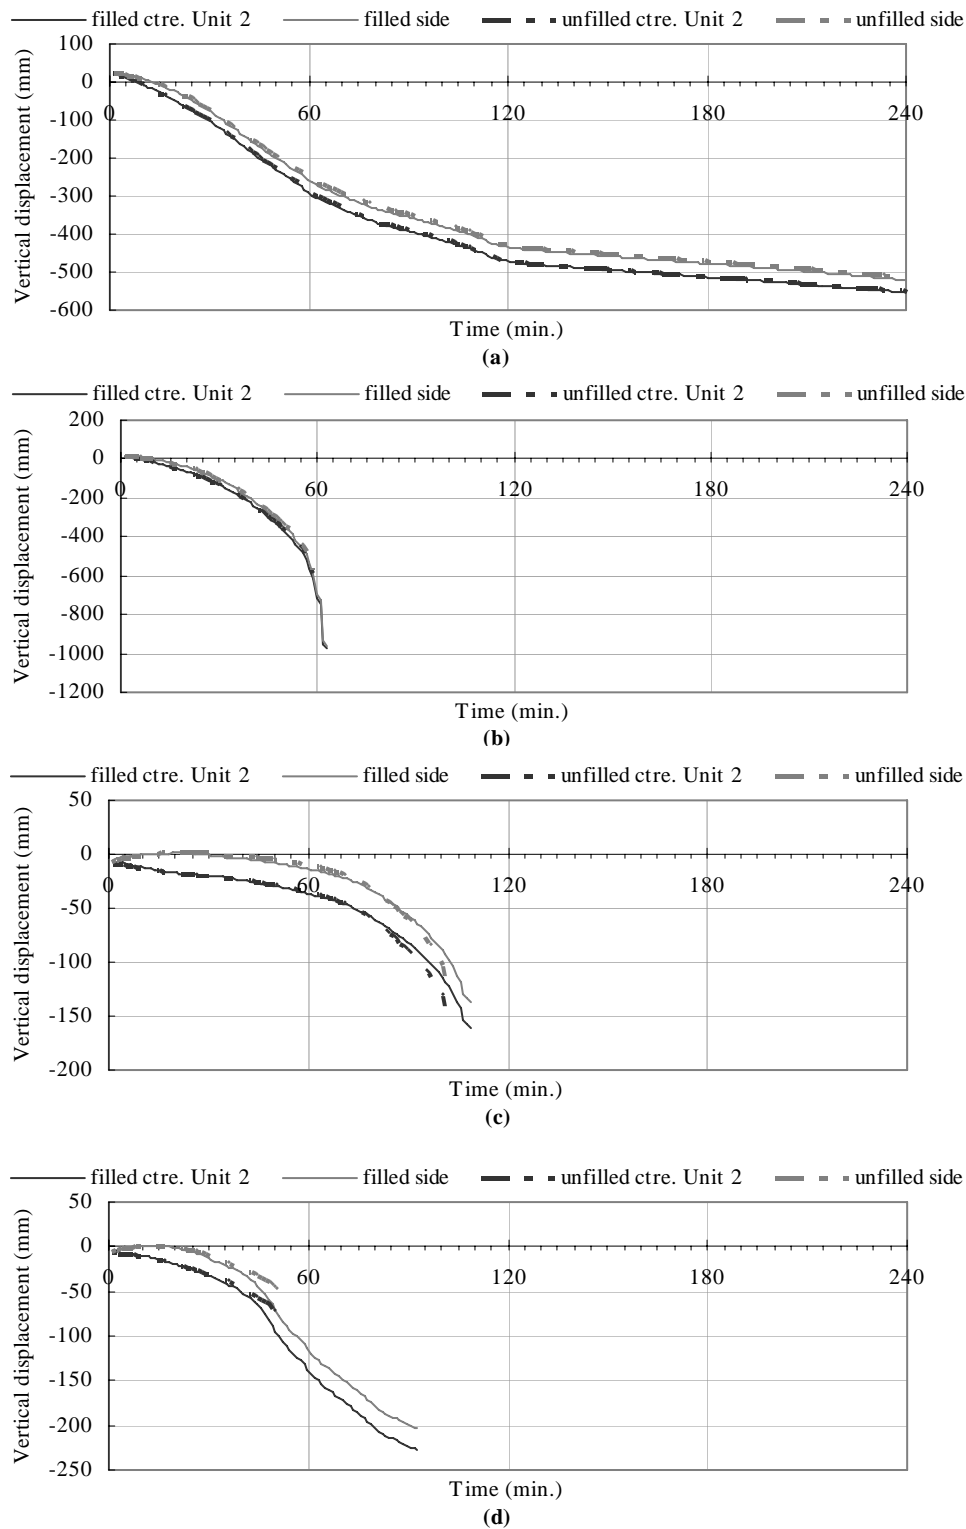 filled ctre. Unit 2 filled side unfilled ctre. Unit 2 unfilled side
Vertical displacement (mm)
100
0
-100
-200
-300
-400
-500
-600
0 60 120 180 240
Time (min.)
(a)
filled ctre. Unit 2 filled side unfilled ctre. Unit 2 unfilled side
Vertical displacement (mm)
200
0
-200
-400
-600
-800
-1000
-1200
0 60 120 180 240
Time (min.)
(b)
filled ctre. Unit 2 filled side unfilled ctre. Unit 2 unfilled side
Vertical displacement (mm)
50
0
-50
-100
-150
-200
0 60 120 180 240
Time (min.)
(c)
filled ctre. Unit 2 filled side unfilled ctre. Unit 2 unfilled side
Vertical displacement (mm)
50
0
-50
-100
-150
-200
-250
0 60 120 180 240
Time (min.)
(d)